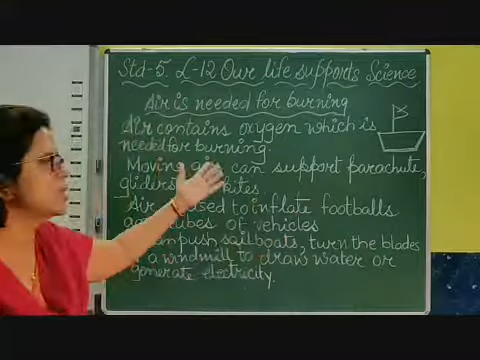 Std-5. L-12 Our life supports Science
Air is needed for burning
Air contains oxygen which is
needed for burning.
Moving air can support parachute,
gliders kites
Air used to inflate footballs
tubes of vehicles
push sailboats, turn the blades
a windmill to draw water or
generate electricity.